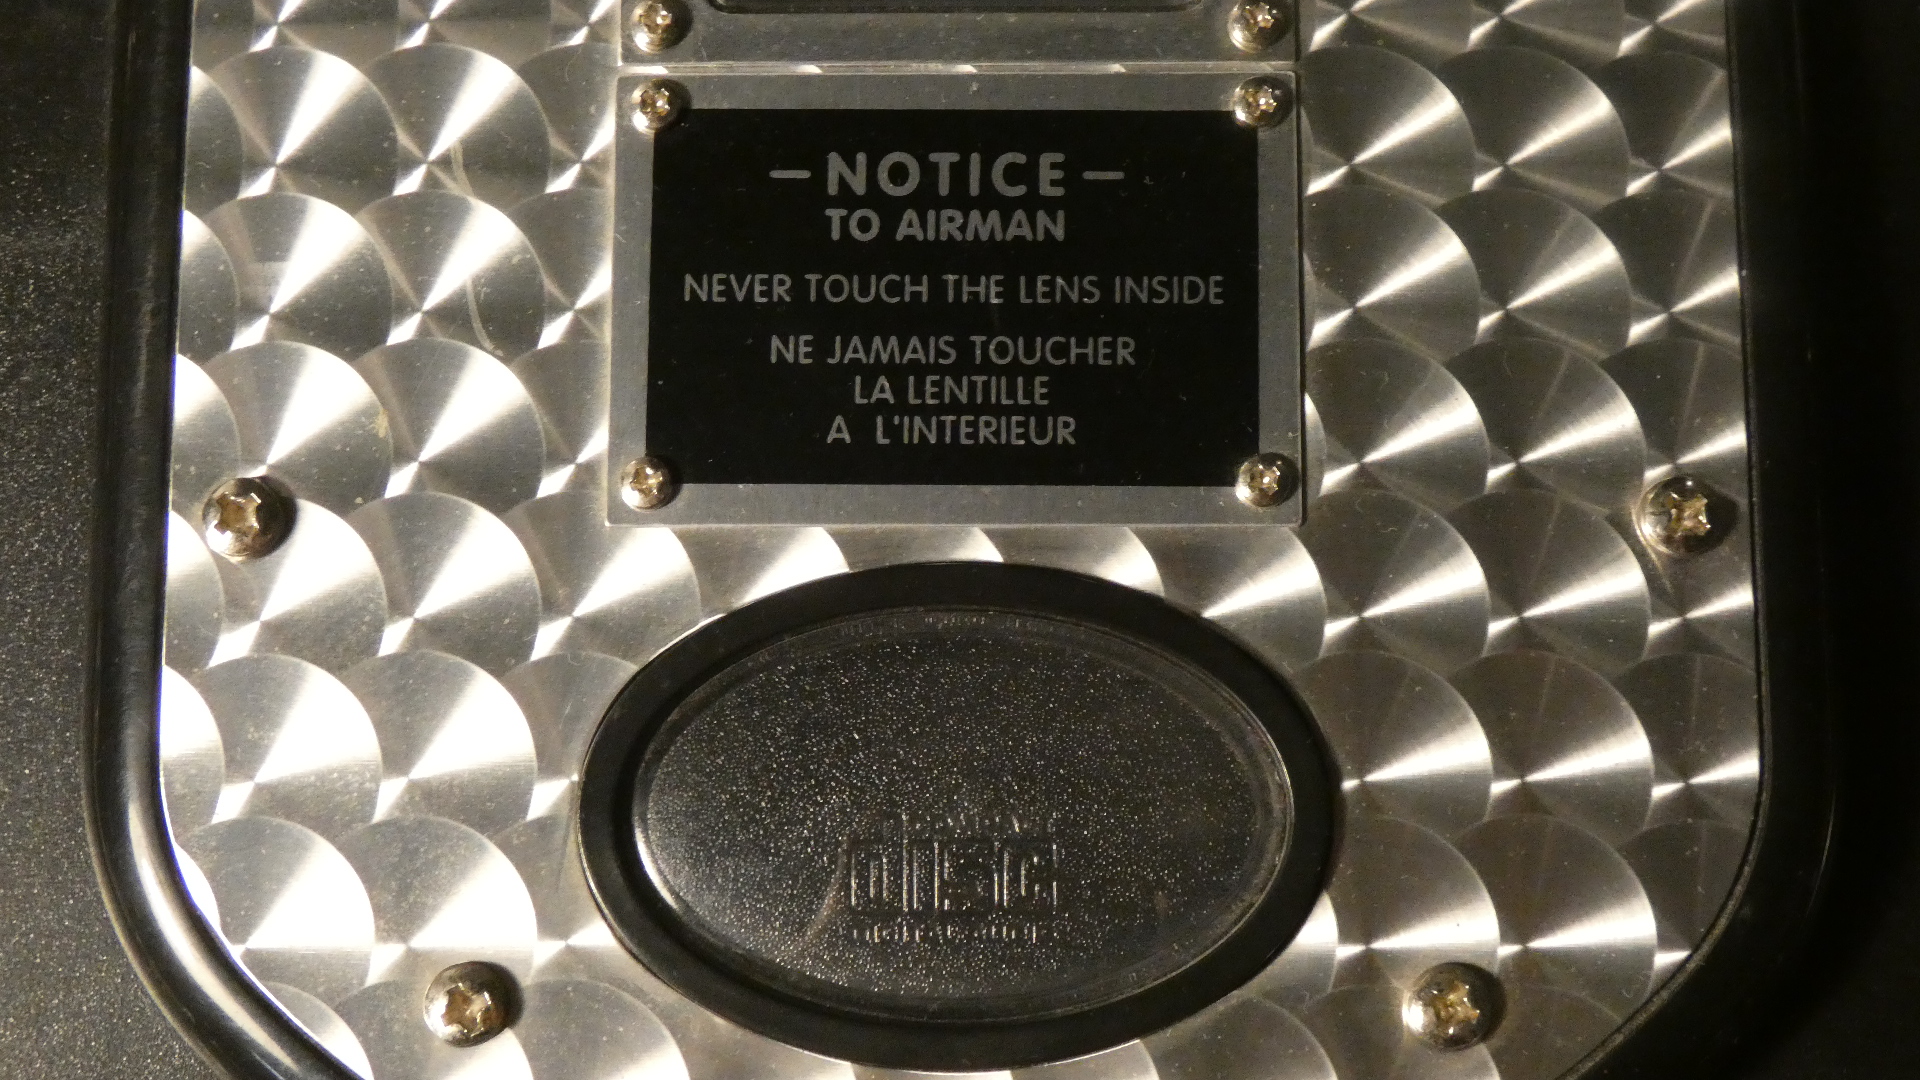 — NOTICE —
TO AIRMAN
NEVER TOUCH THE LENS INSIDE
NE JAMAIS TOUCHER
LA LENTILLE
A L'INTERIEUR
disc